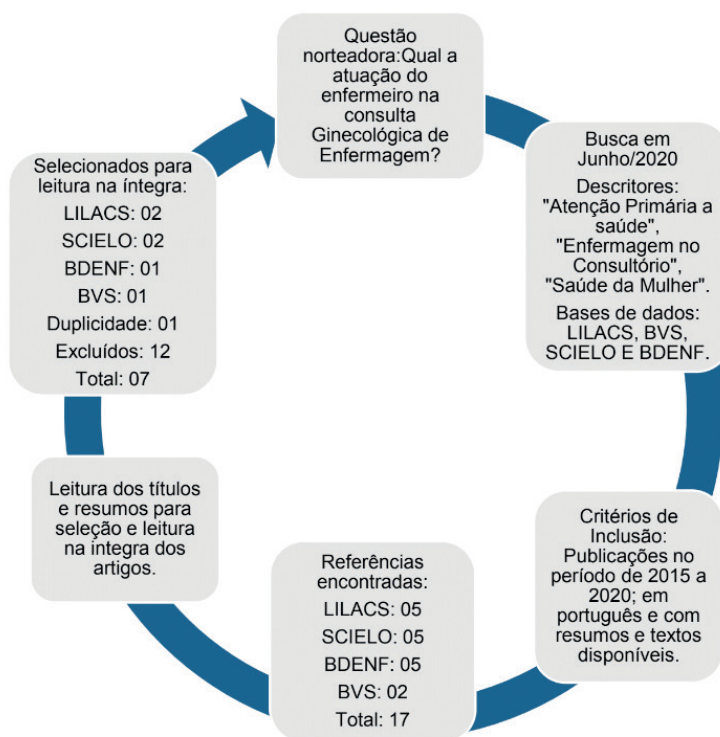 Questão
norteadora:Qual a
atuação do
enfermeiro na
consulta
Ginecológica de
Enfermagem?
Busca em
Junho/2020
Descritores:
"Atenção Primária a
saúde",
"Enfermagem no
Consultório",
"Saúde da Mulher".
Bases de dados:
LILACS, BVS,
SCIELO E BDENF.
Critérios de
Inclusão:
Publicações no
período de 2015 a
2020; em
português e com
resumos e textos
disponíveis.
Referências
encontradas:
LILACS: 05
SCIELO: 05
BDENF: 05
BVS: 02
Total: 17
Leitura dos títulos
e resumos para
seleção e leitura
na integra dos
artigos.
Selecionados para
leitura na íntegra:
LILACS: 02
SCIELO: 02
BDENF: 01
BVS: 01
Duplicidade: 01
Excluídos: 12
Total: 07